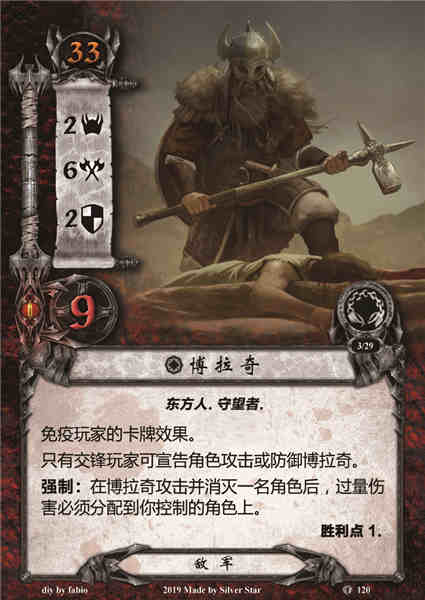 33
2
6
2
9
3/29
博拉奇
东方人. 守望者.
免疫玩家的卡牌效果。
只有交锋玩家可宣告角色攻击或防御博拉奇。
强制：在博拉奇攻击并消灭一名角色后，过量伤
害必须分配到你控制的角色上。
胜利点 1.
敌军
diy by fabio 2019 Made by Silver Star 120